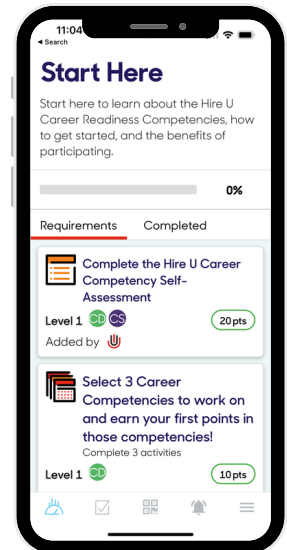 11:04
◄ Search
Start Here
Start here to learn about the Hire U
Career Readiness Competencies, how
to get started, and the benefits of
participating.
0%
Requirements Completed
Complete the Hire U Career
Competency Self-
Assessment
Level 1 CD CS 20 pts
Added by U
Select 3 Career
Competencies to work on
and earn your first points in
those competencies!
Complete 3 activities
Level 1 CD 10 pts